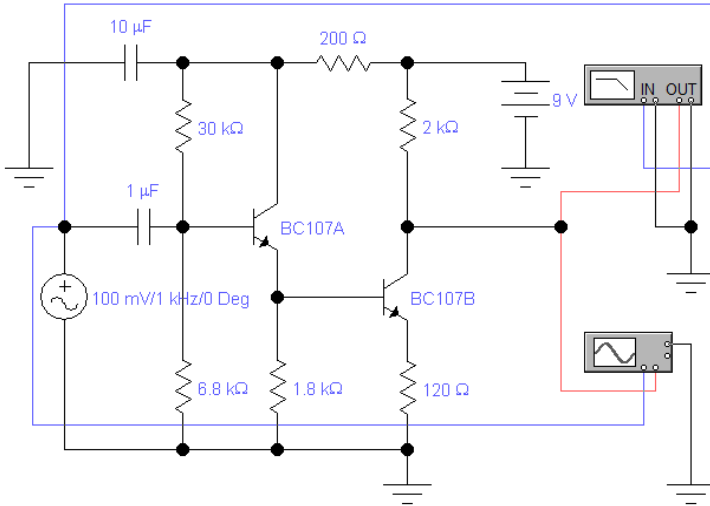 10 µF
200 Ω
30 kΩ
2 kΩ
9 V
IN OUT
1 µF
BC107A
100 mV/1 kHz/0 Deg
BC107B
6.8 kΩ
1.8 kΩ
120 Ω